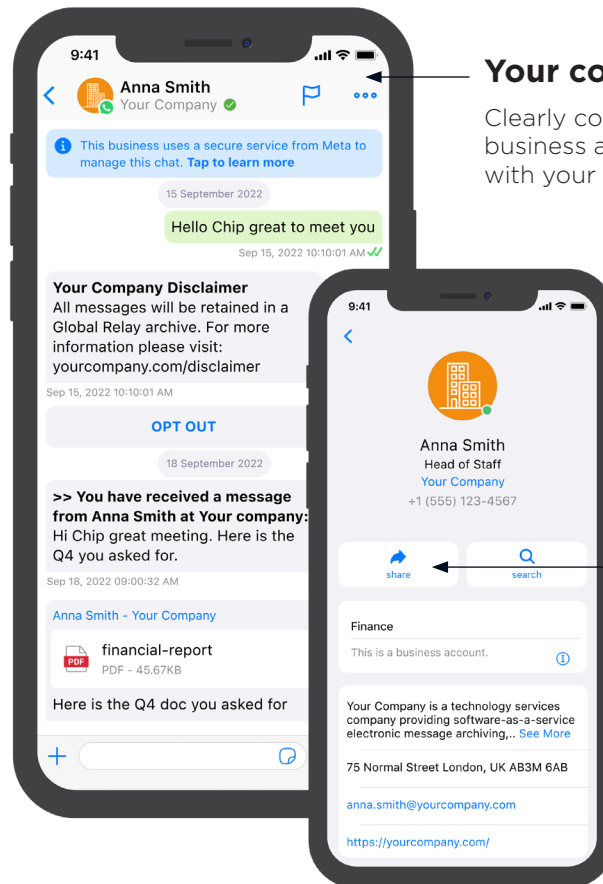 9:41
Anna Smith
Your Company
This business uses a secure service from Meta to
manage this chat. Tap to learn more
15 September 2022
Hello Chip great to meet you
Sep 15, 2022 10:10:01 AM
Your Company Disclaimer
All messages will be retained in a
Global Relay archive. For more
information please visit:
yourcompany.com/disclaimer
Sep 15, 2022 10:10:01 AM
OPT OUT
18 September 2022
>> You have received a message
from Anna Smith at Your company:
Hi Chip great meeting. Here is the
Q4 you asked for.
Sep 18, 2022 09:00:32 AM
Anna Smith - Your Company
PDF
financial-report
PDF - 45.67KB
Here is the Q4 doc you asked for
Your co
Clearly co
business a
with your
9:41
Anna Smith
Head of Staff
Your Company
+1 (555) 123-4567
share
search
Finance
This is a business account.
Your Company is a technology services
company providing software-as-a-service
electronic message archiving,.. See More
75 Normal Street London, UK AB3M 6AB
anna.smith@yourcompany.com
https://yourcompany.com/